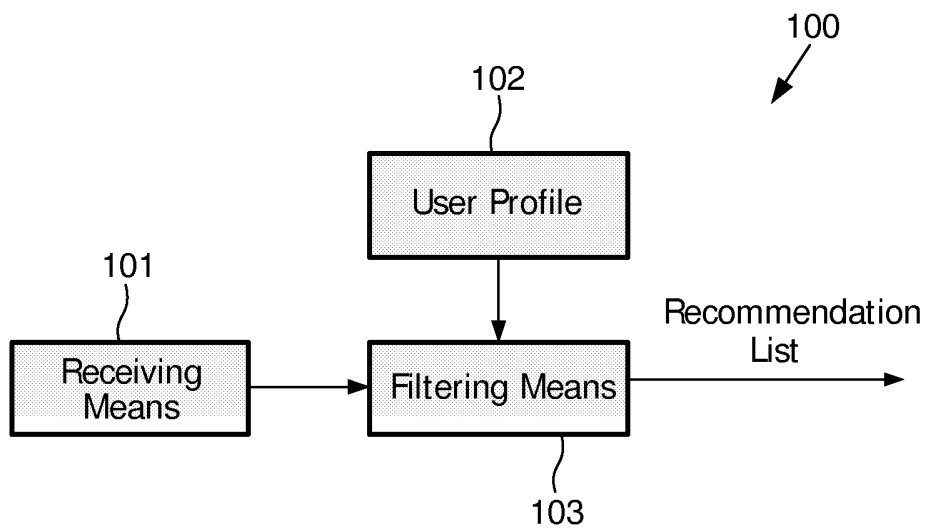 100
102
User Profile
101
Recommendation
List
Receiving
Means
Filtering Means
103